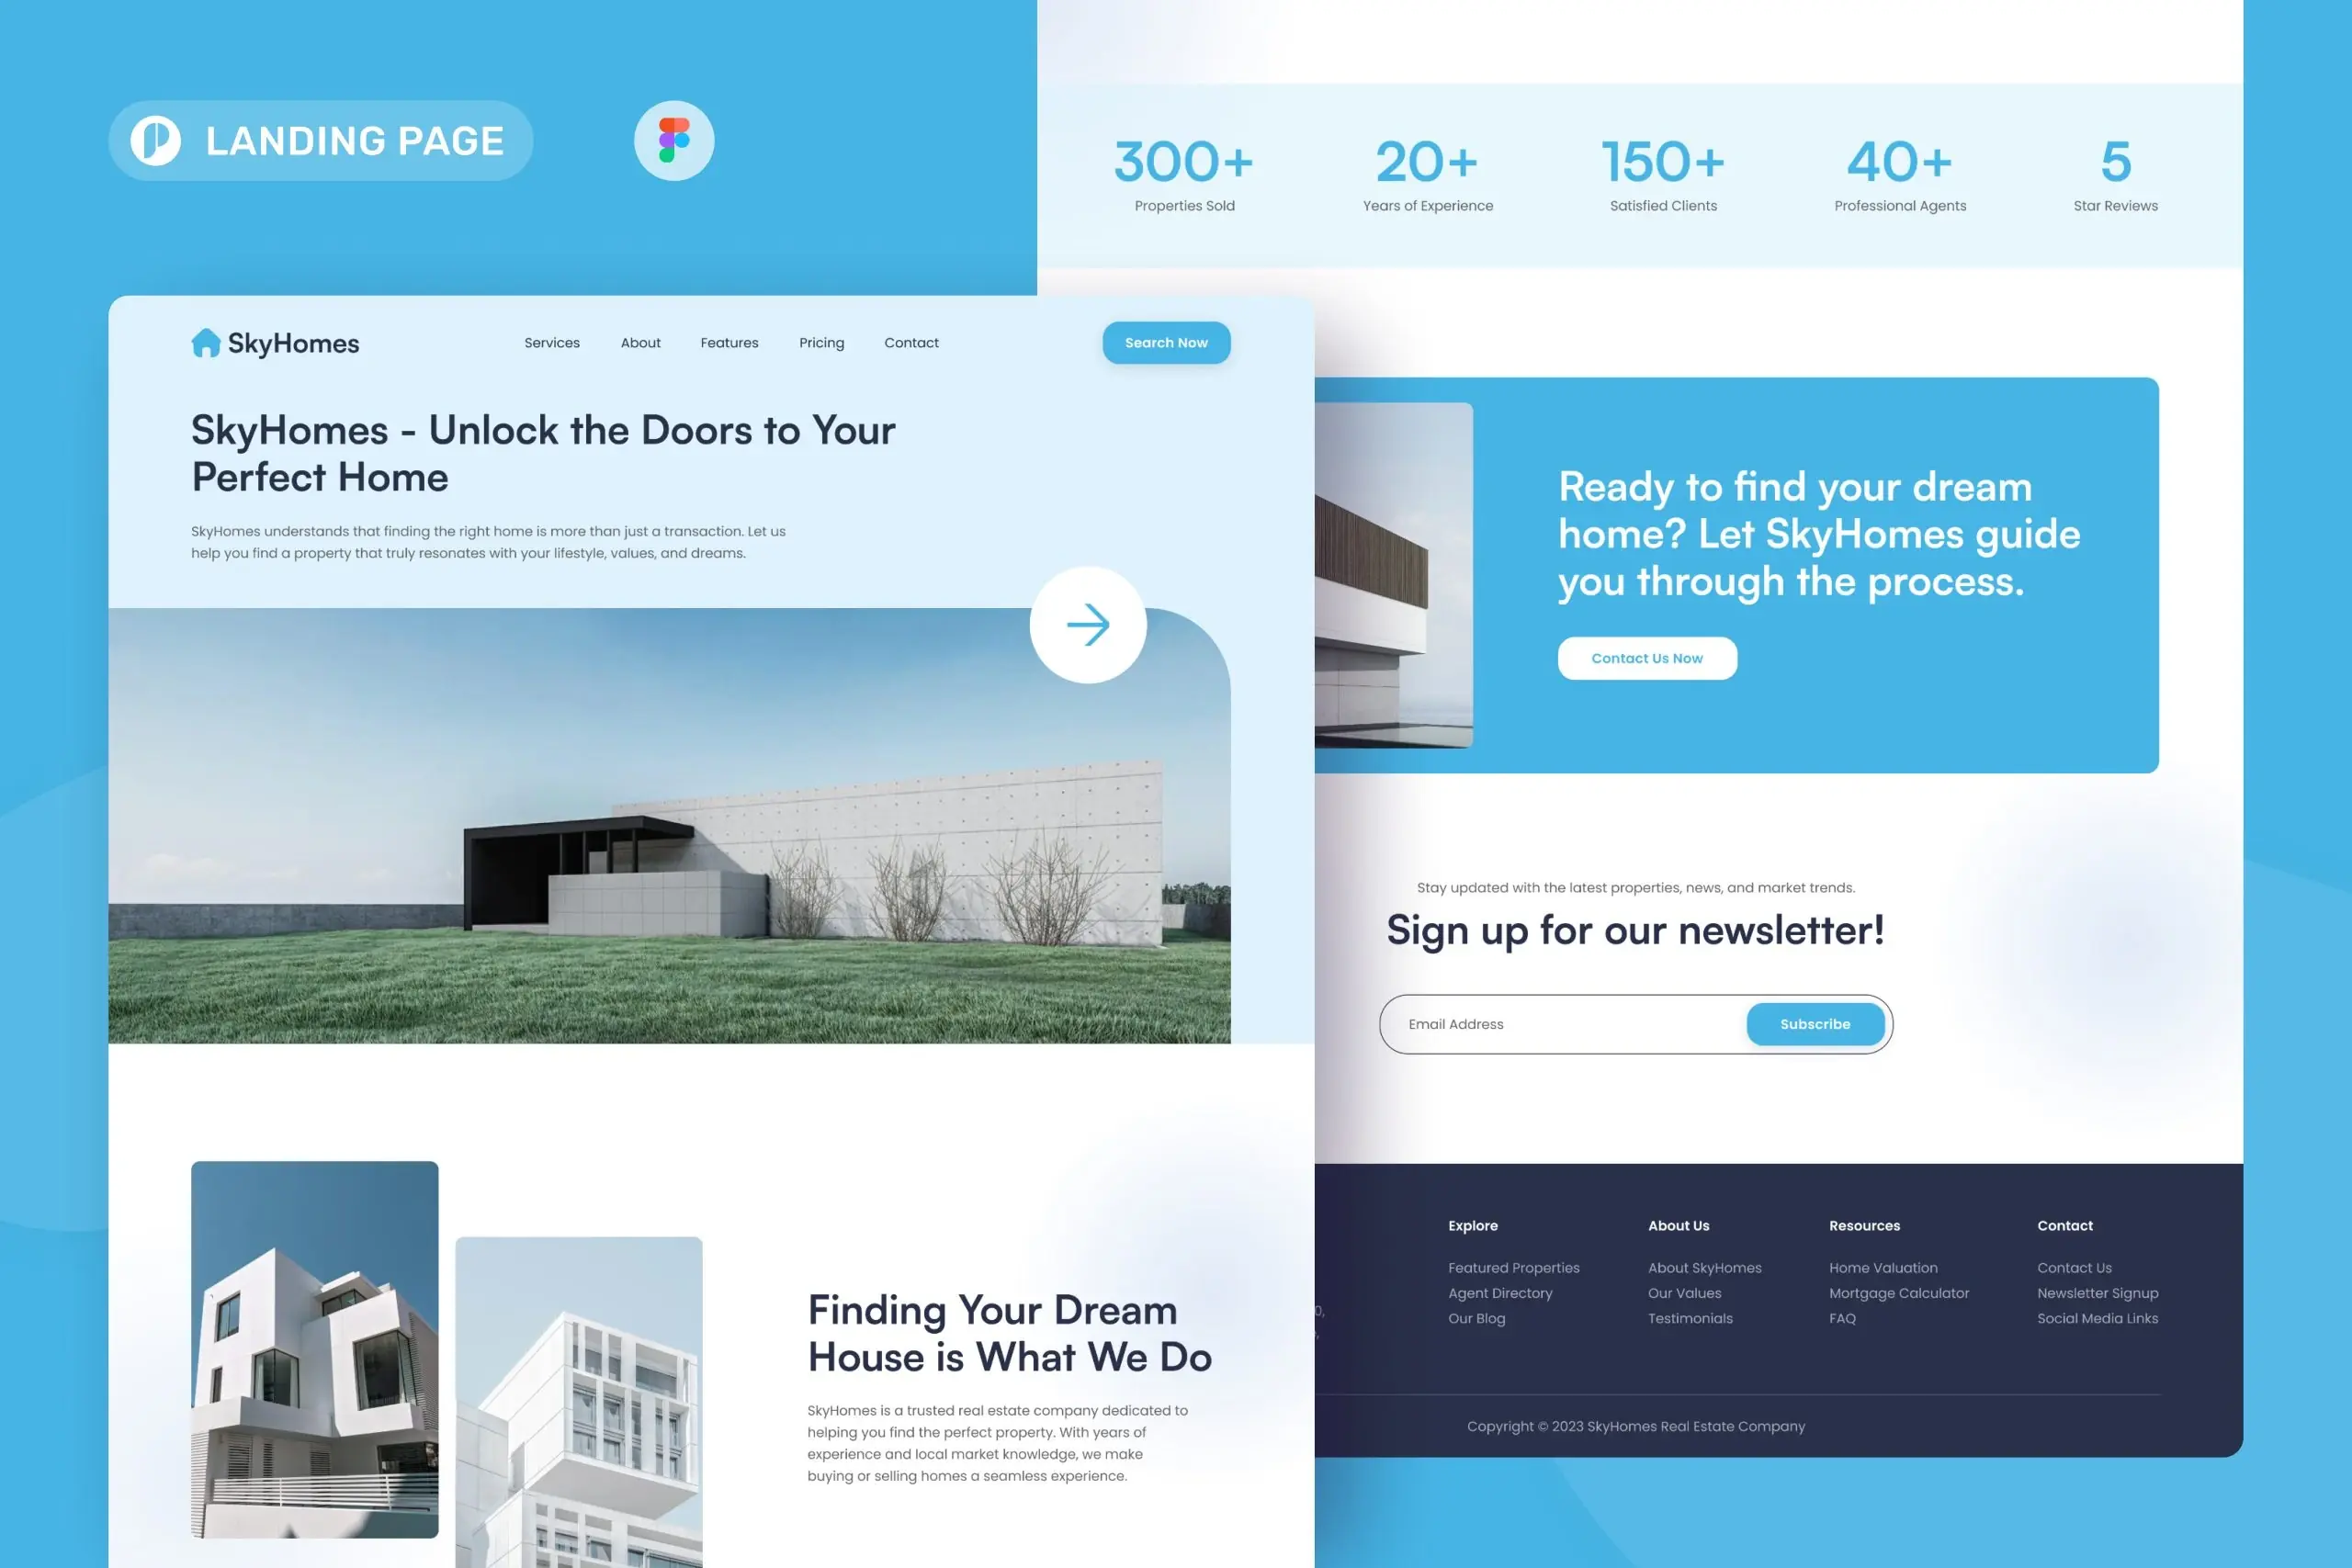 LANDING PAGE
300+
Properties Sold
20+
Years of Experience
150+
Satisfied Clients
40+
Professional Agents
5
Star Reviews
SkyHomes
Services
About
Features
Pricing
Contact
Search Now
SkyHomes - Unlock the Doors to Your
Perfect Home
SkyHomes understands that finding the right home is more than just a transaction. Let us
help you find a property that truly resonates with your lifestyle, values, and dreams.
Ready to find your dream
home? Let SkyHomes guide
you through the process.
Contact Us Now
Stay updated with the latest properties, news, and market trends.
Sign up for our newsletter!
Email Address
Subscribe
Finding Your Dream
House is What We Do
SkyHomes is a trusted real estate company dedicated to
helping you find the perfect property. With years of
experience and local market knowledge, we make
buying or selling homes a seamless experience.
Explore
Featured Properties
Agent Directory
Our Blog
About Us
About SkyHomes
Our Values
Testimonials
Resources
Home Valuation
Mortgage Calculator
FAQ
Contact
Contact Us
Newsletter Signup
Social Media Links
Copyright © 2023 SkyHomes Real Estate Company